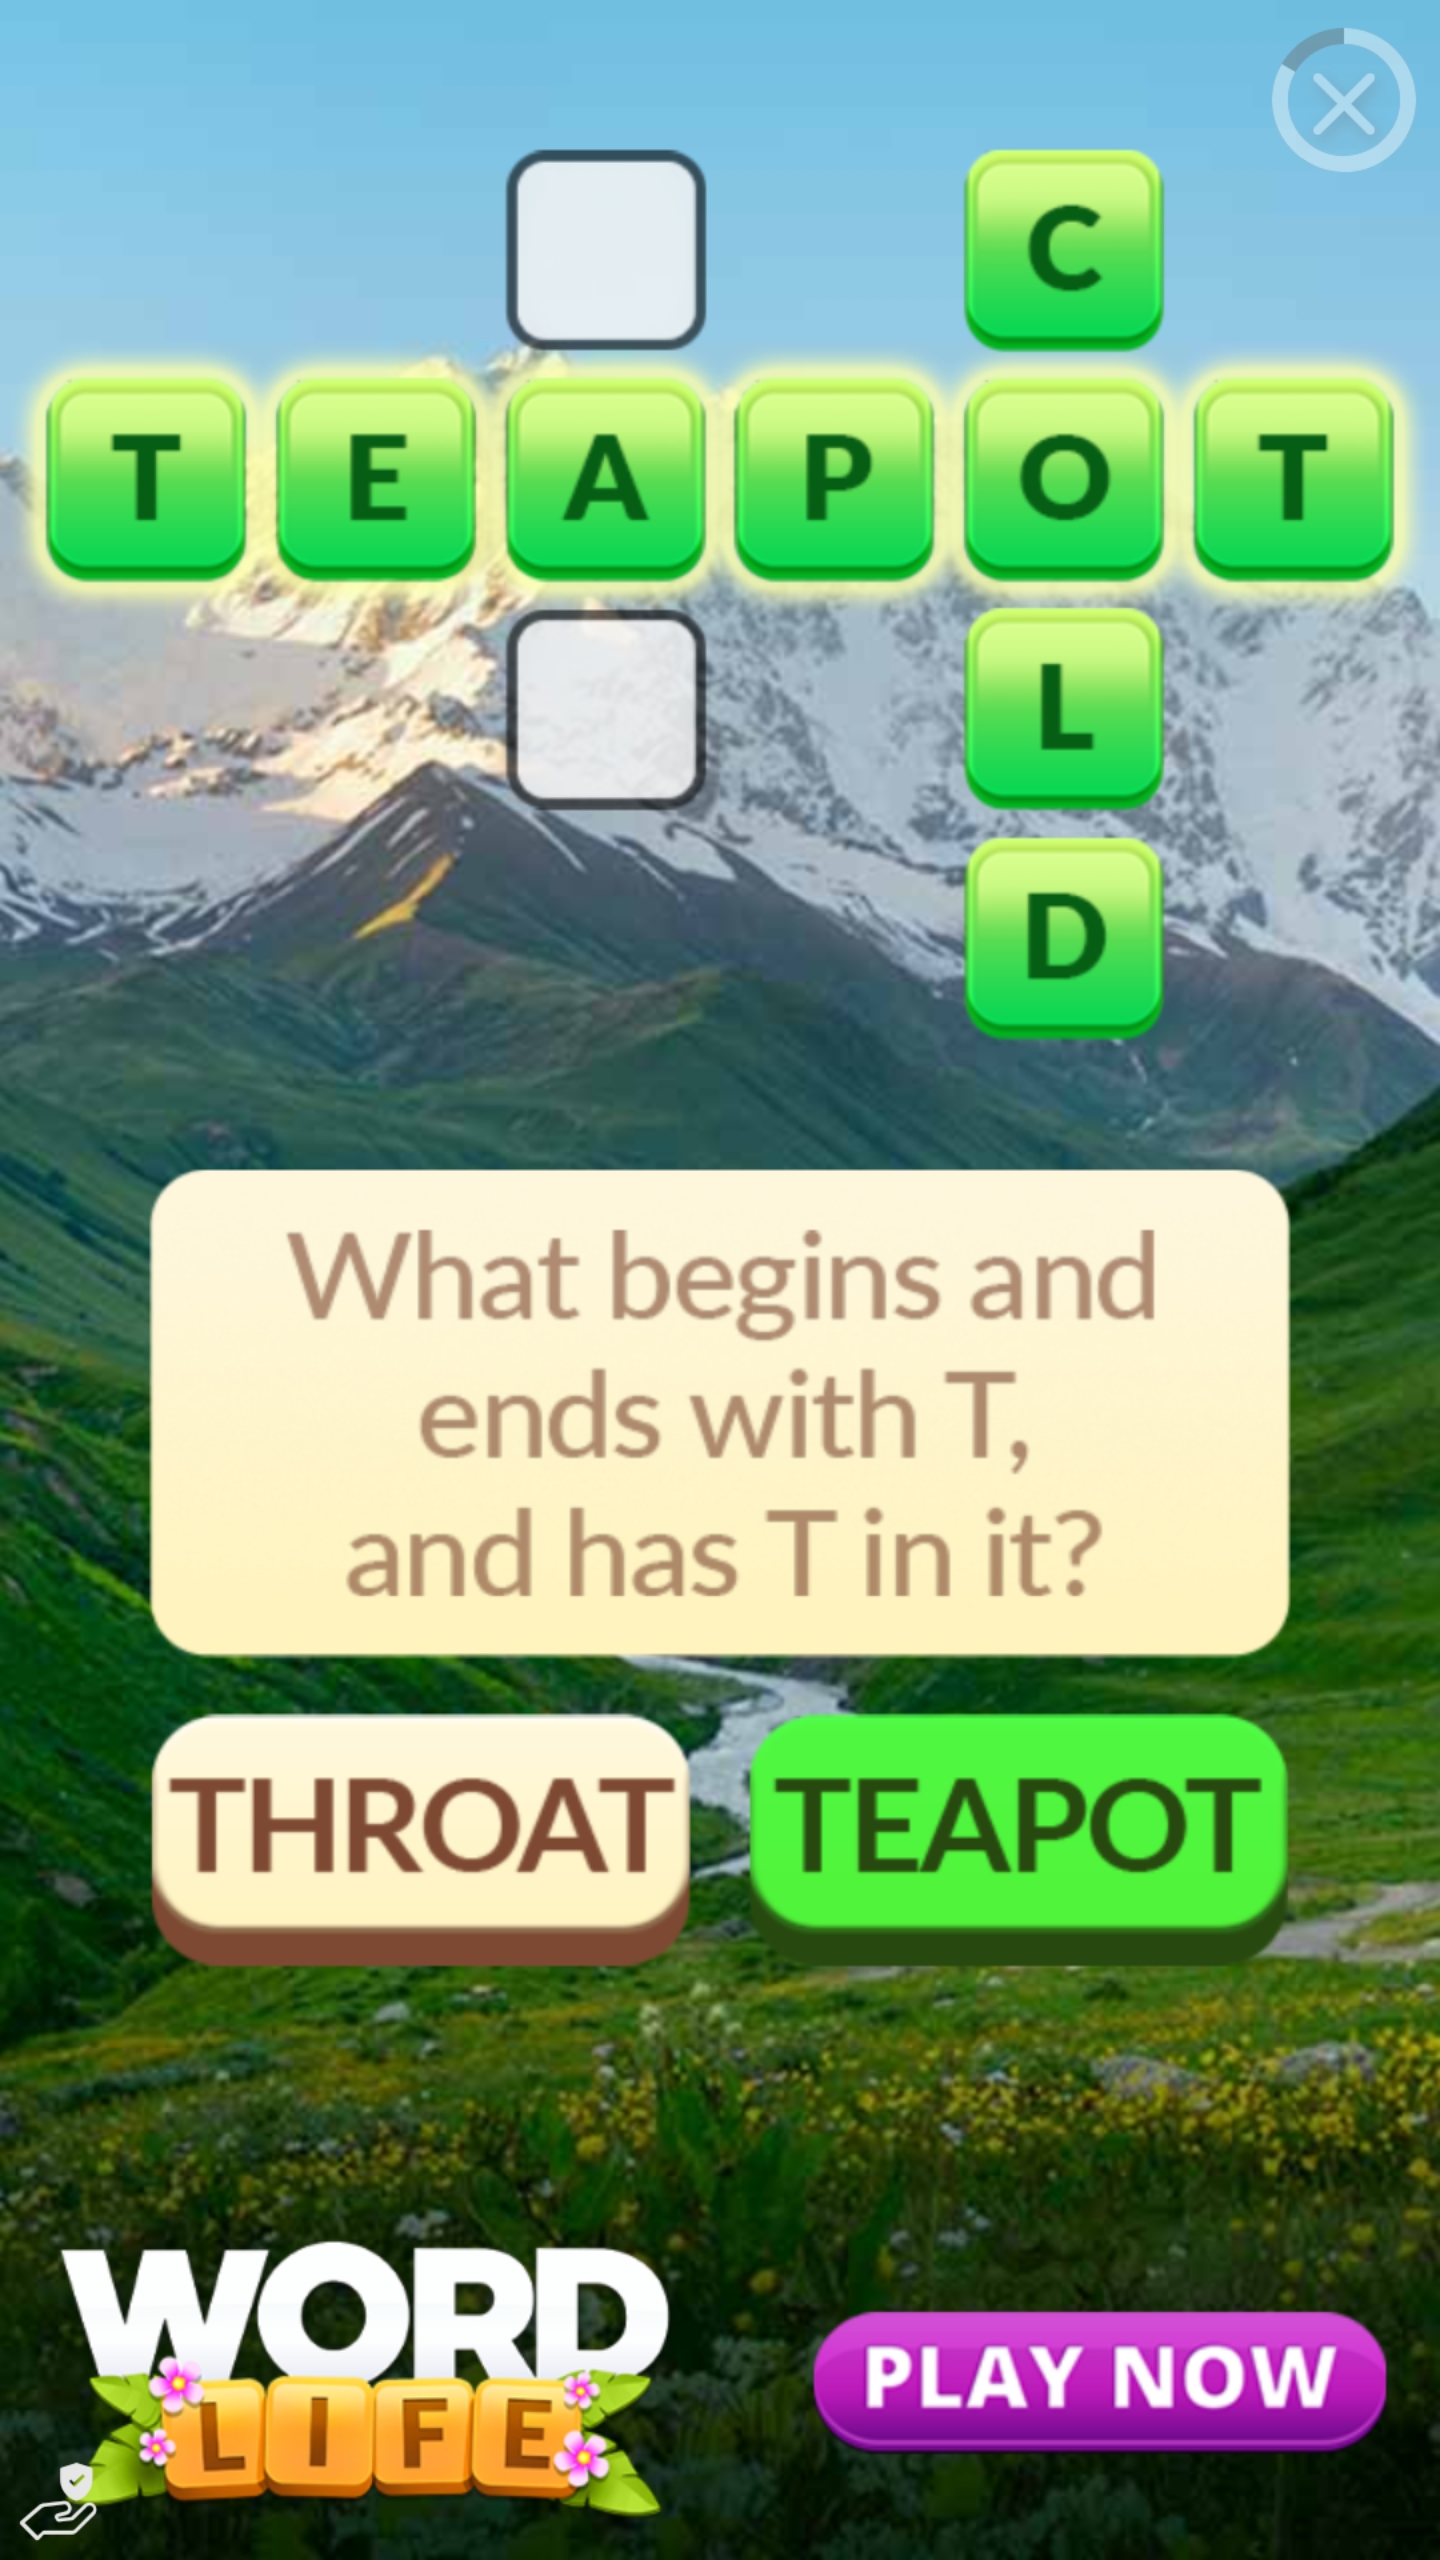 C
TEAPOT
L
D
What begins and
ends with T,
and has T in it?
THROAT TEAPOT
WORD
LIFE
PLAY NOW